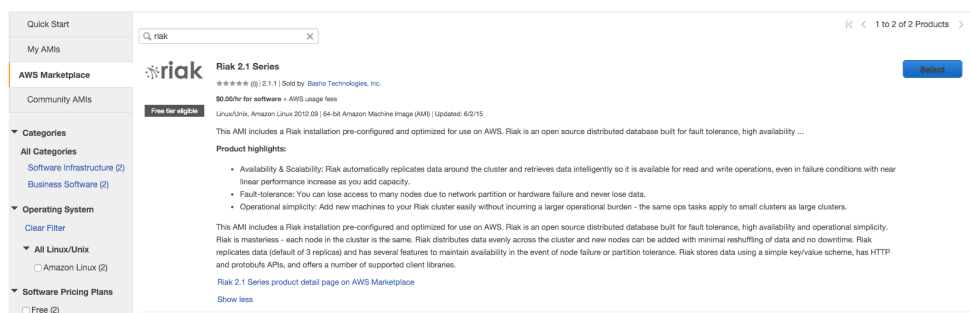 Quick Start
My AMIs
AWS Marketplace
Community AMIs
Categories
All Categories
Software Infrastructure (2)
Business Software (2)
Operating System
Clear Filter
All Linux/Unix
Amazon Linux (2)
Software Pricing Plans
Free (2)
riak
1 to 2 of 2 Products
riak
Free tier eligible
Riak 2.1 Series
(0) | 2.1.1 | Sold by Basho Technologies, Inc.
$0.00/hr for software + AWS usage fees
Linux/Unix, Amazon Linux 2012.09 | 64-bit Amazon Machine Image (AMI) | Updated: 6/2/15
This AMI includes a Riak installation pre-configured and optimized for use on AWS. Riak is an open source distributed database built for fault tolerance, high availability ...
Product highlights:
• Availability & Scalability: Riak automatically replicates data around the cluster and retrieves data intelligently so it is available for read and write operations, even in failure conditions with near
linear performance increase as you add capacity.
• Fault-tolerance: You can lose access to many nodes due to network partition or hardware failure and never lose data.
• Operational simplicity: Add new machines to your Riak cluster easily without incurring a larger operational burden - the same ops tasks apply to small clusters as large clusters.
This AMI includes a Riak installation pre-configured and optimized for use on AWS. Riak is an open source distributed database built for fault tolerance, high availability and operational simplicity.
Riak is masterless - each node in the cluster is the same. Riak distributes data evenly across the cluster and new nodes can be added with minimal reshuffling of data and no downtime. Riak
replicates data (default of 3 replicas) and has several features to maintain availability in the event of node failure or partition tolerance. Riak stores data using a simple key/value scheme, has HTTP
and protobufs APIs, and offers a number of supported client libraries.
Riak 2.1 Series product detail page on AWS Marketplace
Show less
Select